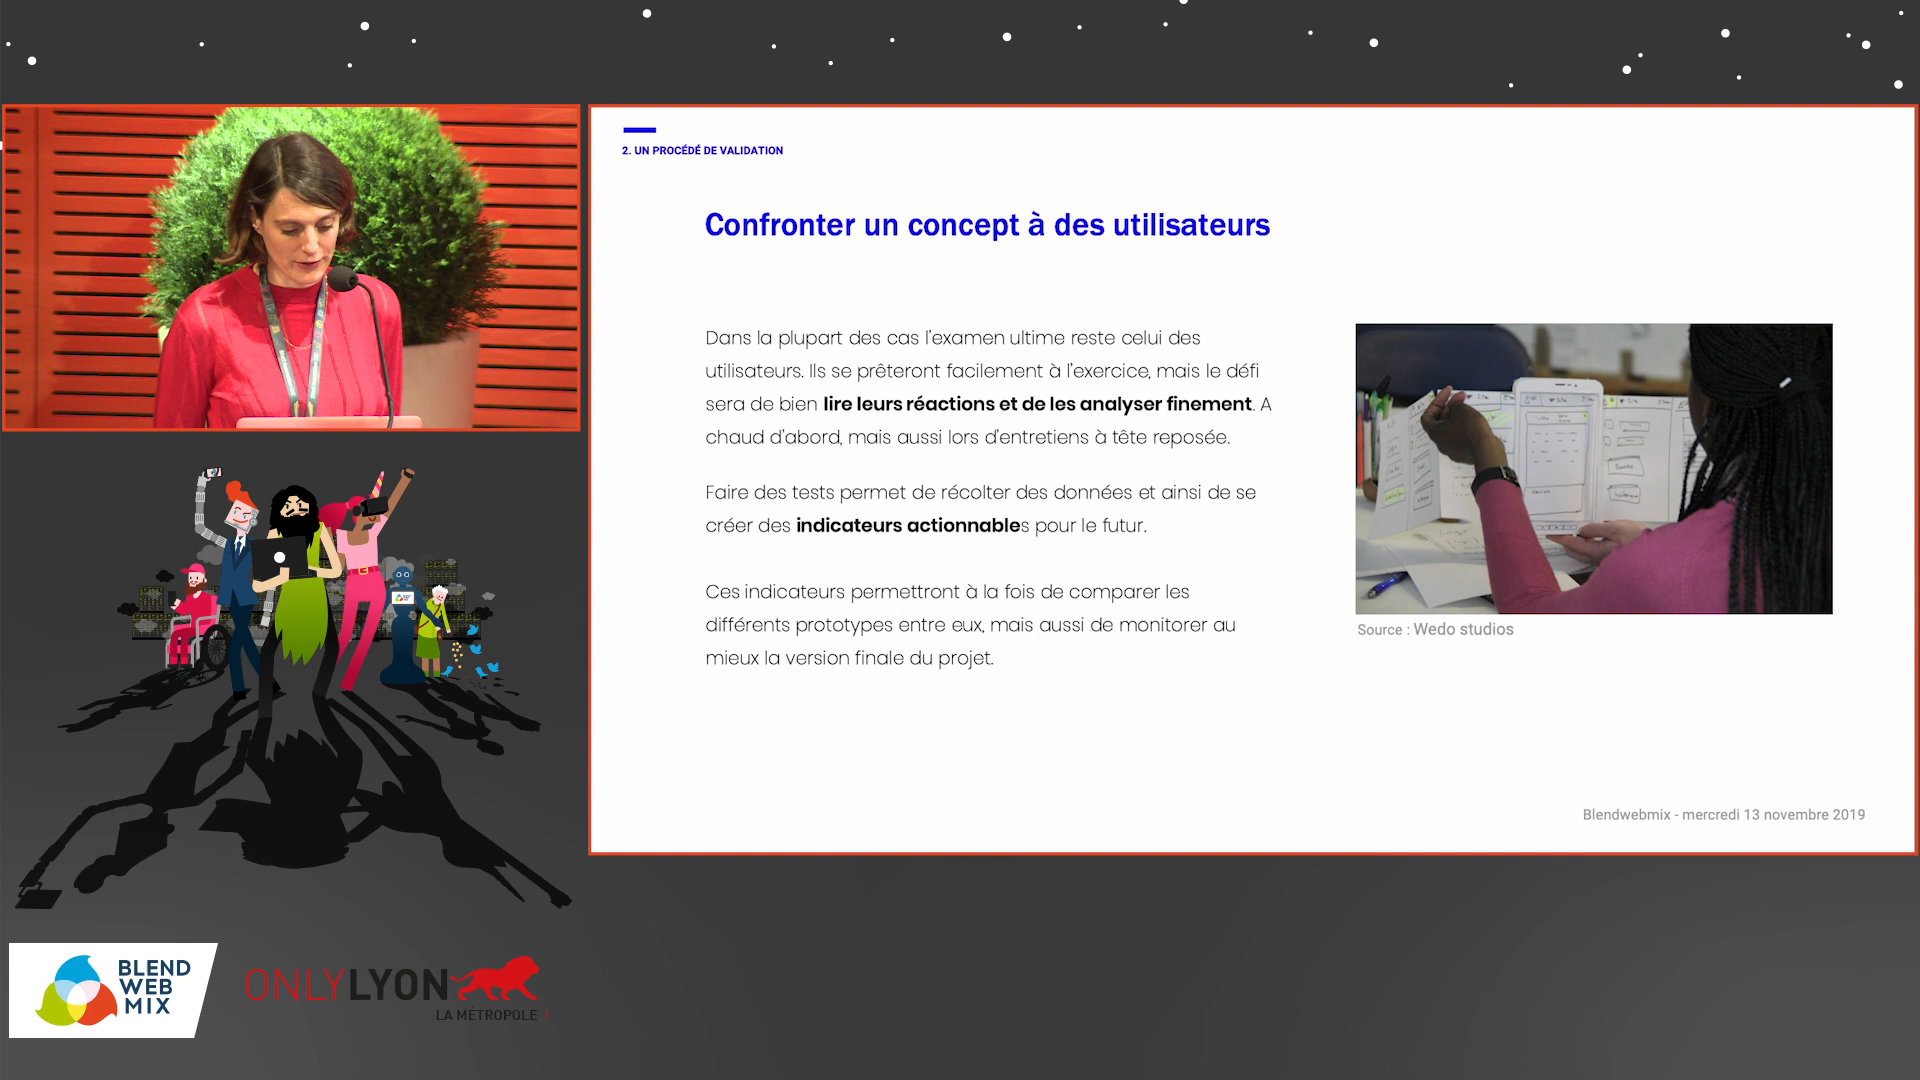 2. UN PROCÉDÉ DE VALIDATION
Confronter un concept à des utilisateurs
Dans la plupart des cas l'examen ultime reste celui des
utilisateurs. Ils se prêteront facilement à l'exercice, mais le défi
sera de bien lire leurs réactions et de les analyser finement. A
chaud d'abord, mais aussi lors d'entretiens à tête reposée.
Faire des tests permet de récolter des données et ainsi de se
créer des indicateurs actionnables pour le futur.
Ces indicateurs permettront à la fois de comparer les
différents prototypes entre eux, mais aussi de monitorer au
mieux la version finale du projet.
Source : Wedo studios
Blendwebmix - mercredi 13 novembre 2019
BLEND
WEB
MIX
ONLYLYON
LA MÉTROPOLE